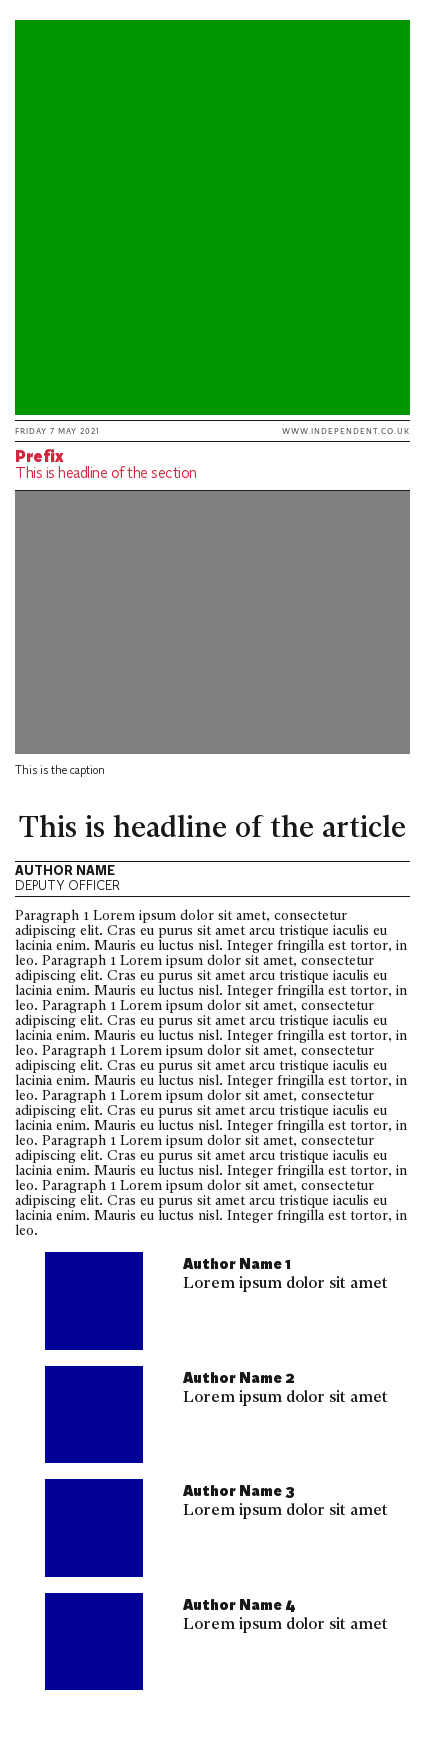 FRIDAY 7 MAY 2021
WWW.INDEPENDENT.CO.UK
Prefix
This is headline of the section
This is the caption
This is headline of the article
AUTHOR NAME
DEPUTY OFFICER
Paragraph 1 Lorem ipsum dolor sit amet, consectetur
adipiscing elit. Cras eu purus sit amet arcu tristique iaculis eu
lacinia enim. Mauris eu luctus nisl. Integer fringilla est tortor, in
leo. Paragraph 1 Lorem ipsum dolor sit amet, consectetur
adipiscing elit. Cras eu purus sit amet arcu tristique iaculis eu
lacinia enim. Mauris eu luctus nisl. Integer fringilla est tortor, in
leo. Paragraph 1 Lorem ipsum dolor sit amet, consectetur
adipiscing elit. Cras eu purus sit amet arcu tristique iaculis eu
lacinia enim. Mauris eu luctus nisl. Integer fringilla est tortor, in
leo. Paragraph 1 Lorem ipsum dolor sit amet, consectetur
adipiscing elit. Cras eu purus sit amet arcu tristique iaculis eu
lacinia enim. Mauris eu luctus nisl. Integer fringilla est tortor, in
leo. Paragraph 1 Lorem ipsum dolor sit amet, consectetur
adipiscing elit. Cras eu purus sit amet arcu tristique iaculis eu
lacinia enim. Mauris eu luctus nisl. Integer fringilla est tortor, in
leo. Paragraph 1 Lorem ipsum dolor sit amet, consectetur
adipiscing elit. Cras eu purus sit amet arcu tristique iaculis eu
lacinia enim. Mauris eu luctus nisl. Integer fringilla est tortor, in
leo. Paragraph 1 Lorem ipsum dolor sit amet, consectetur
adipiscing elit. Cras eu purus sit amet arcu tristique iaculis eu
lacinia enim. Mauris eu luctus nisl. Integer fringilla est tortor, in
leo.
Author Name 1
Lorem ipsum dolor sit amet
Author Name 2
Lorem ipsum dolor sit amet
Author Name 3
Lorem ipsum dolor sit amet
Author Name 4
Lorem ipsum dolor sit amet